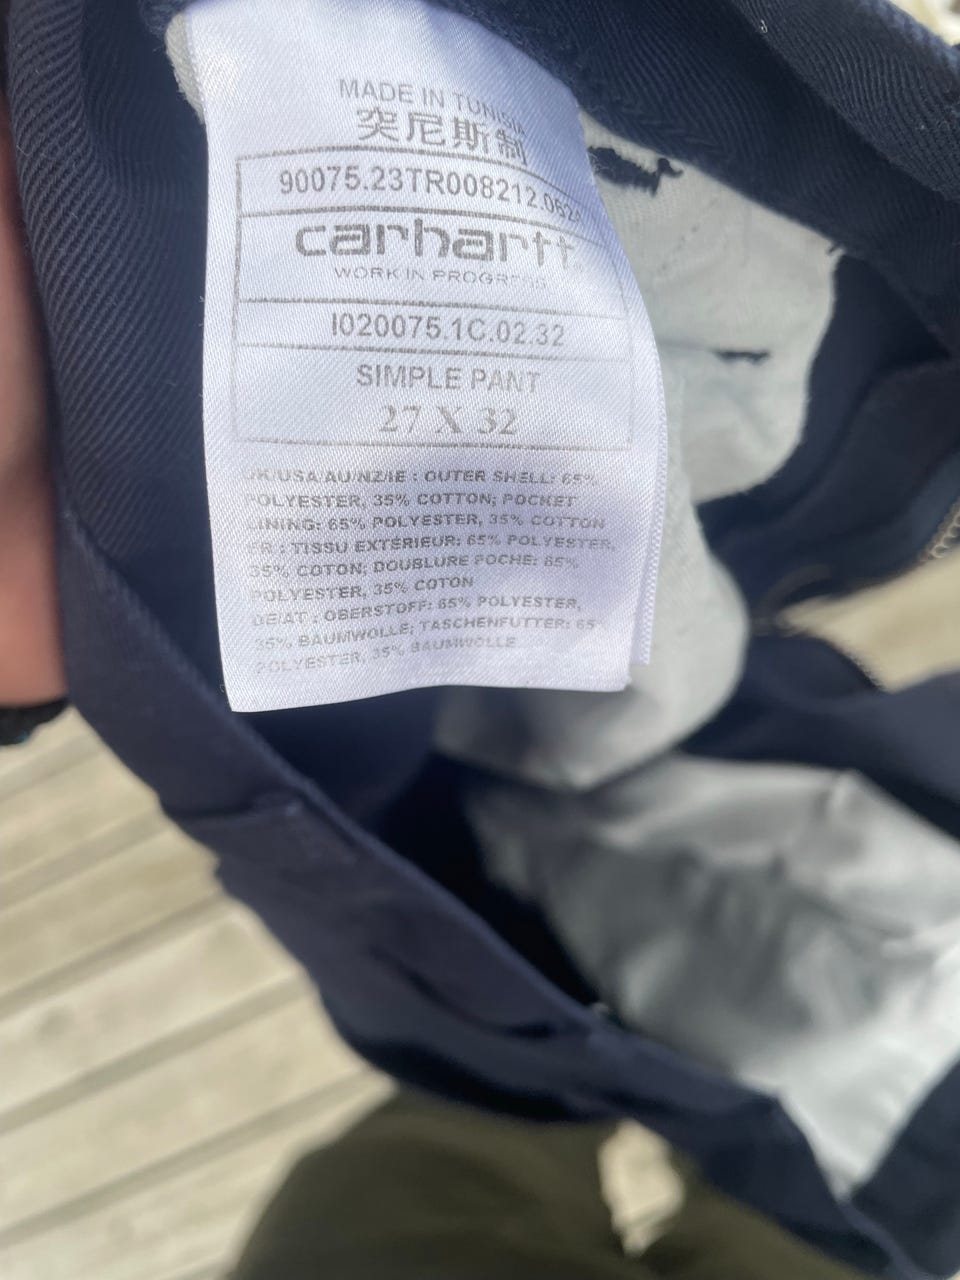 MADE IN TUNISIA
突尼斯制
90075.23TR008212.052
carhartt
WORK IN PROGRESS
I020075.1C.02.32
SIMPLE PANT
27 X 32
UK/USA/AU/NZ/IE : OUTER SHELL: 65%
POLYESTER, 35% COTTON; POCKET
LINING: 65% POLYESTER, 35% COTTON
FR : TISSU EXTÉRIEUR: 65% POLYESTER,
35% COTON; DOUBLURE POCHE: 65%
POLYESTER, 35% COTON
DE/AT : OBERSTOFF: 65% POLYESTER,
35% BAUMWOLLE; TASCHENFUTTER: 65
POLYESTER, 35% BAUMWOLLE